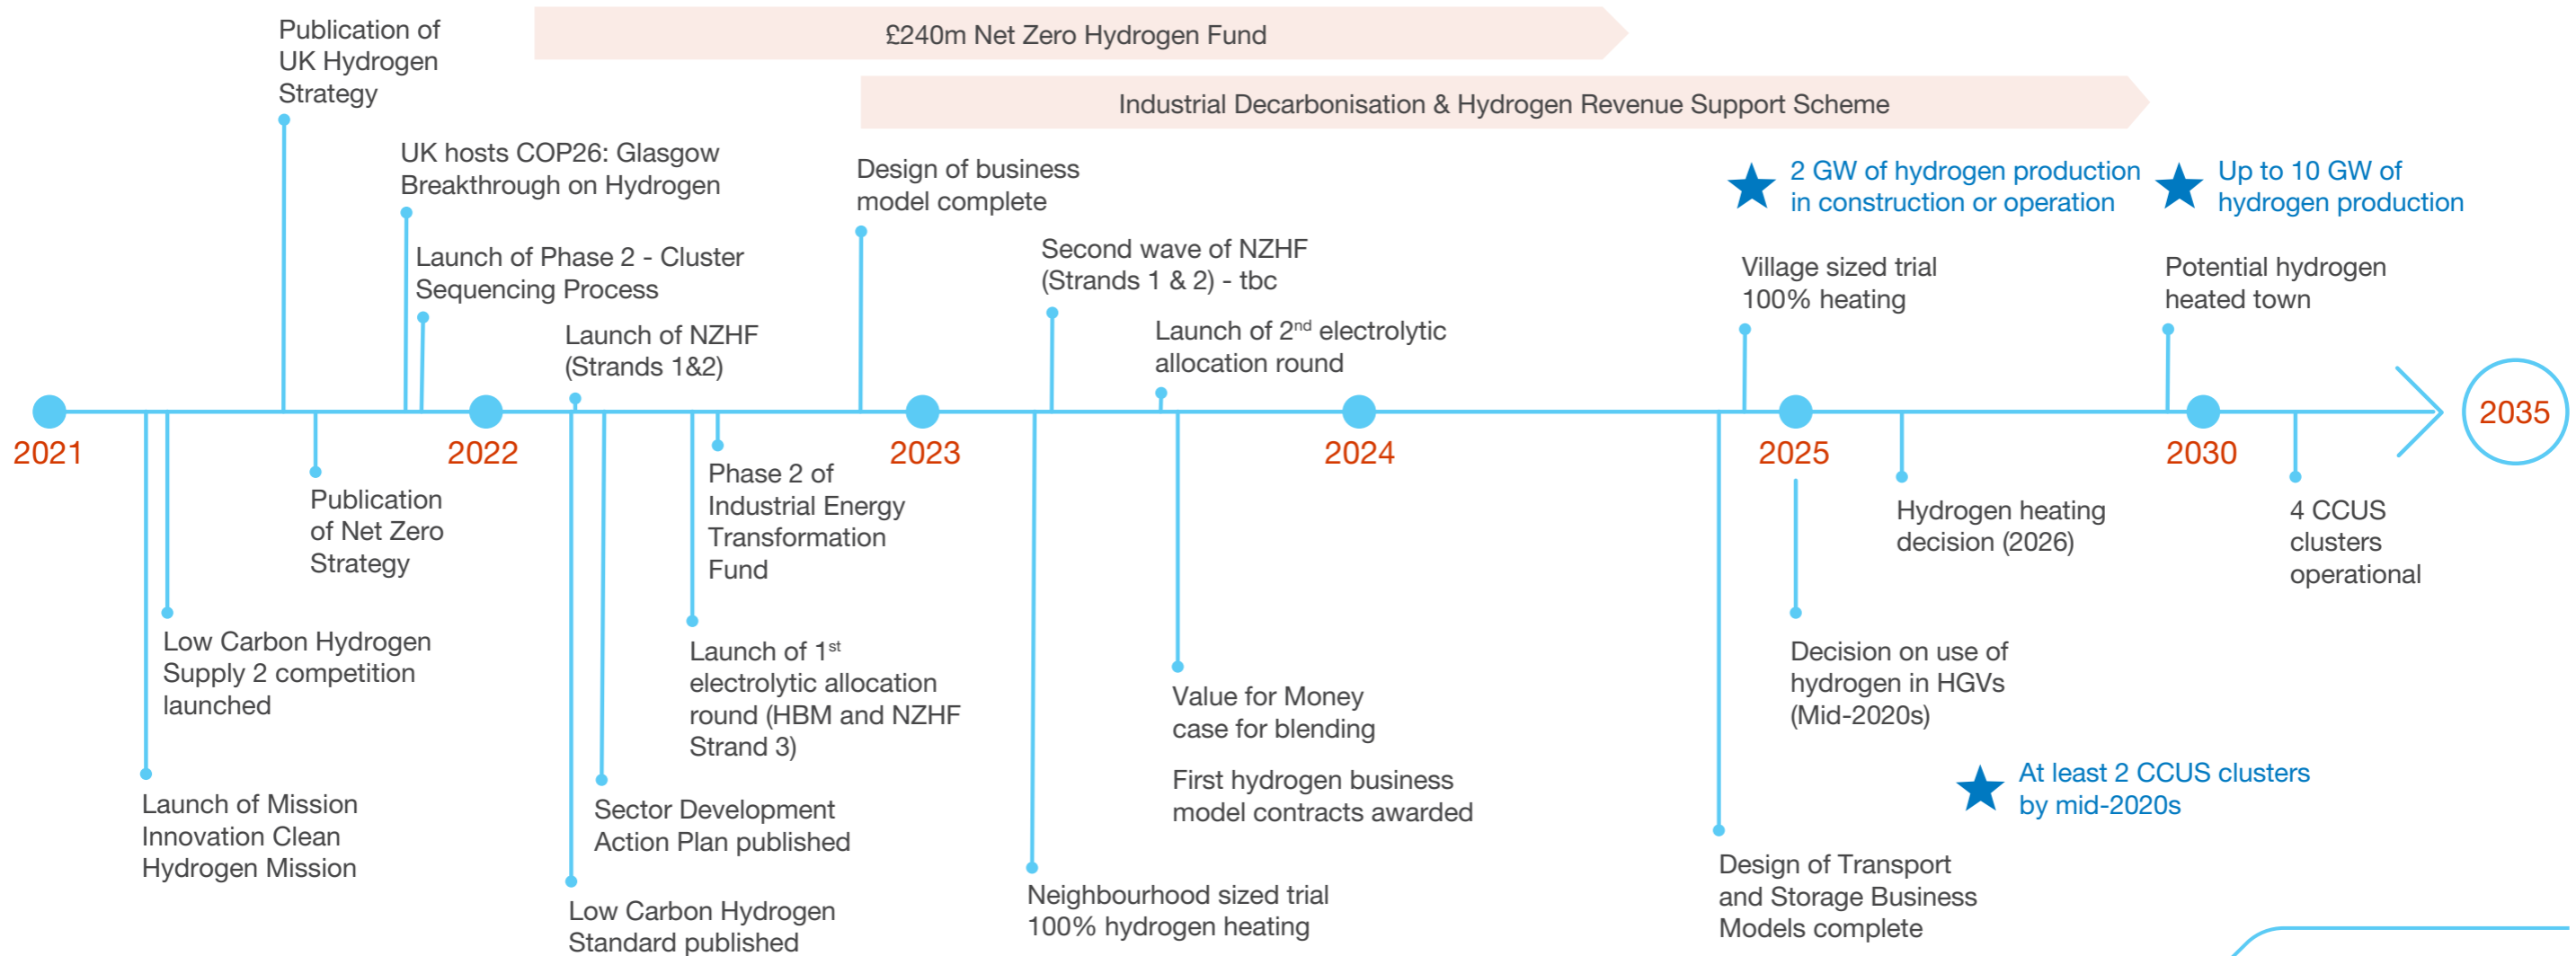 Publication of
UK Hydrogen
Strategy
£240m Net Zero Hydrogen Fund
Industrial Decarbonisation & Hydrogen Revenue Support Scheme
UK hosts COP26: Glasgow
Breakthrough on Hydrogen
Launch of Phase 2 - Cluster
Sequencing Process
Launch of NZHF
(Strands 1&2)
Design of business
model complete
Second wave of NZHF
(Strands 1 & 2) - tbc
Launch of 2nd electrolytic
allocation round
2 GW of hydrogen production
in construction or operation
Up to 10 GW of
hydrogen production
Village sized trial
100% heating
Potential hydrogen
heated town
2021
2022
2023
2024
2025
2030
2035
Launch of Mission
Innovation Clean
Hydrogen Mission
Low Carbon Hydrogen
Supply 2 competition
launched
Publication
of Net Zero
Strategy
Low Carbon Hydrogen
Standard published
Sector Development
Action Plan published
Launch of 1st
electrolytic allocation
round (HBM and NZHF
Strand 3)
Phase 2 of
Industrial Energy
Transformation
Fund
Neighbourhood sized trial
100% hydrogen heating
Value for Money
case for blending
First hydrogen business
model contracts awarded
Design of Transport
and Storage Business
Models complete
Decision on use of
hydrogen in HGVs
(Mid-2020s)
Hydrogen heating
decision (2026)
At least 2 CCUS clusters
by mid-2020s
4 CCUS
clusters
operational